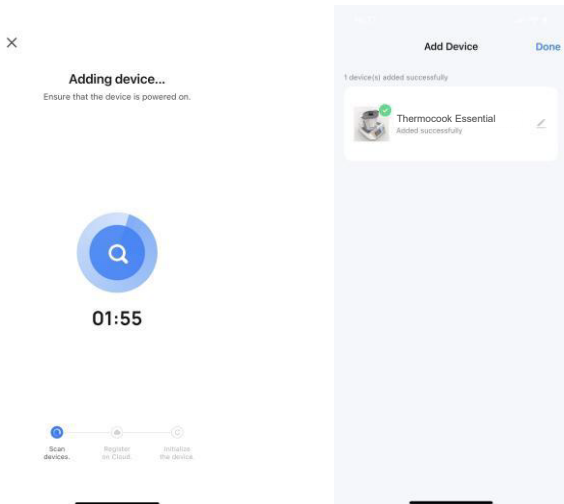 Adding device...
Ensure that the device is powered on.
01:55
Scan
devices.
Register
on Cloud.
Initialize
the device.
Add Device
Done
1 device(s) added successfully
Thermocook Essential
Added successfully